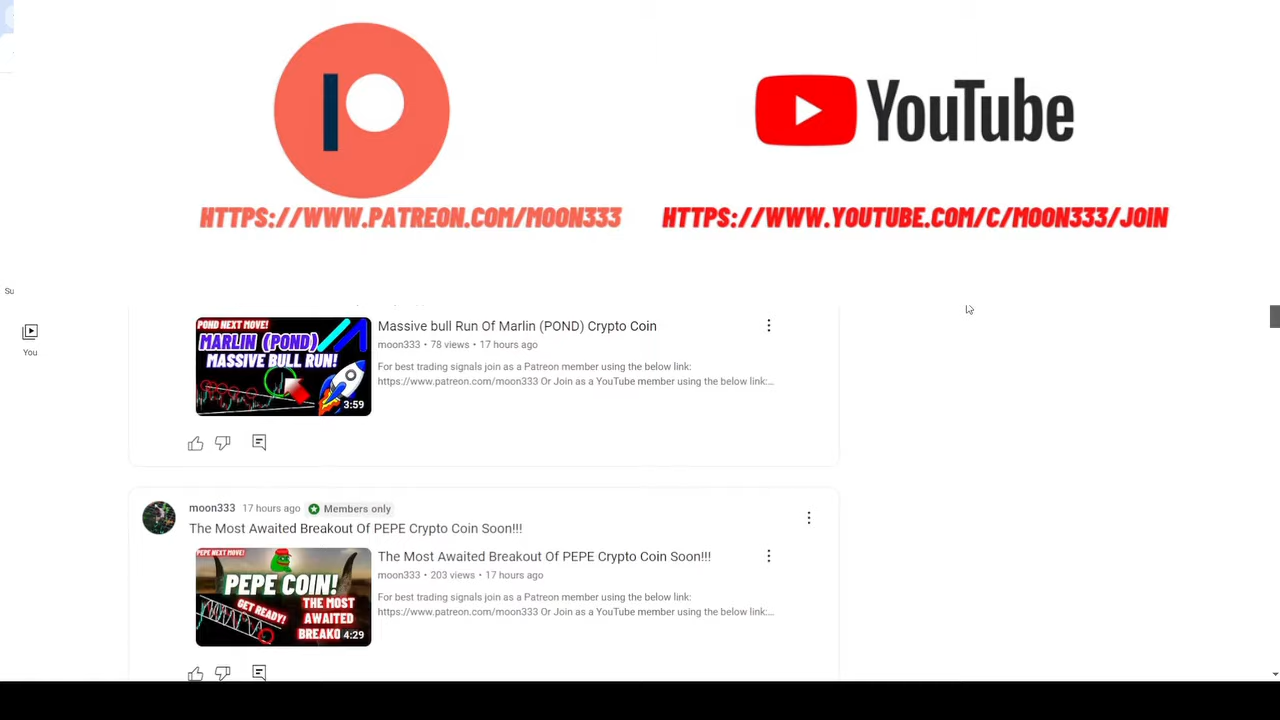 YouTube
HTTPS://WWW.PATREON.COM/MOON333
HTTPS://WWW.YOUTUBE.COM/C/MOON333/JOIN
Su
You
POND NEXT MOVE!
MARLIN (POND)
MASSIVE BULL RUN!
3:59
Massive bull Run Of Marlin (POND) Crypto Coin
moon333 • 78 views • 17 hours ago
For best trading signals join as a Patreon member using the below link:
https://www.patreon.com/moon333 Or Join as a YouTube member using the below link:...
moon333 17 hours ago Members only
The Most Awaited Breakout Of PEPE Crypto Coin Soon!!!
PEPE NEXT MOVE!
PEPE COIN!
GET READY!
THE MOST
AWAITED
BREAKO
4:29
The Most Awaited Breakout Of PEPE Crypto Coin Soon!!!
moon333 • 203 views • 17 hours ago
For best trading signals join as a Patreon member using the below link:
https://www.patreon.com/moon333 Or Join as a YouTube member using the below link:...